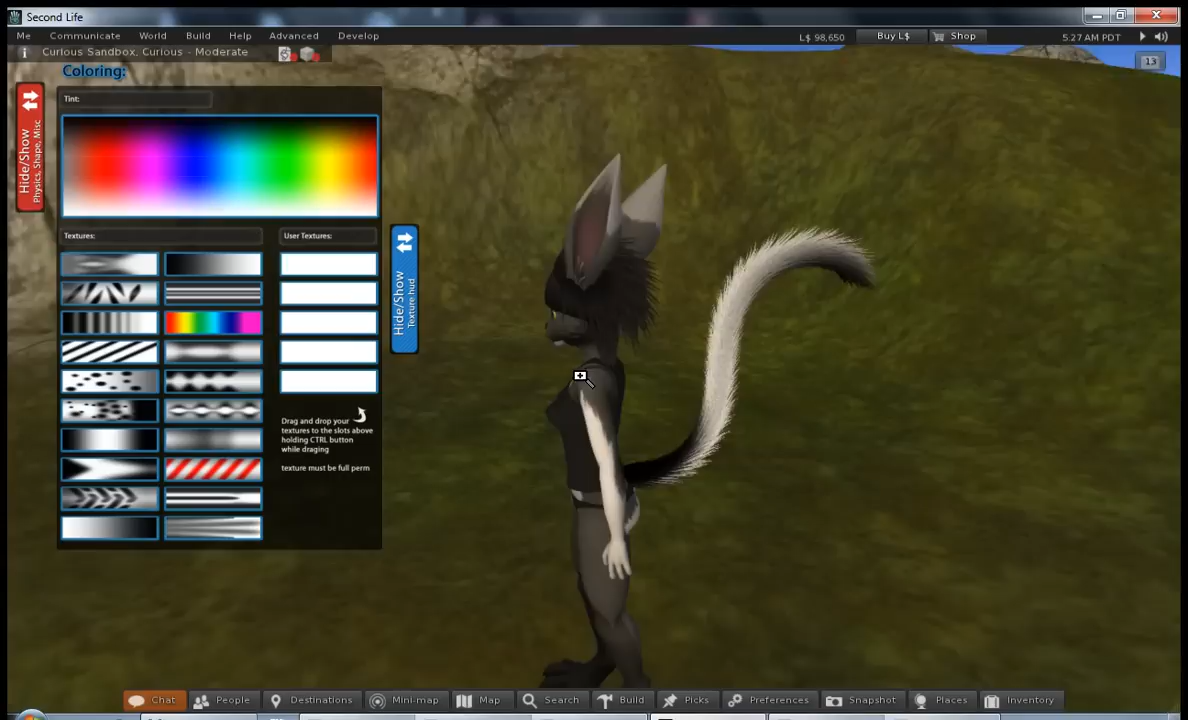 Second Life
Me Communicate World Build Help Advanced Develop
L$ 98,650 Buy L$ Shop 5:27 AM PDT
i Curious Sandbox, Curious - Moderate
13
Coloring:
Hide/Show
Physics, Shape, Misc
Tint:
Textures:
User Textures:
Hide/Show
Texture hud
Drag and drop your
textures to the slots above
holding CTRL button
while draging
texture must be full perm
Chat People Destinations Mini-map Map Search Build Picks Preferences Snapshot Places Inventory